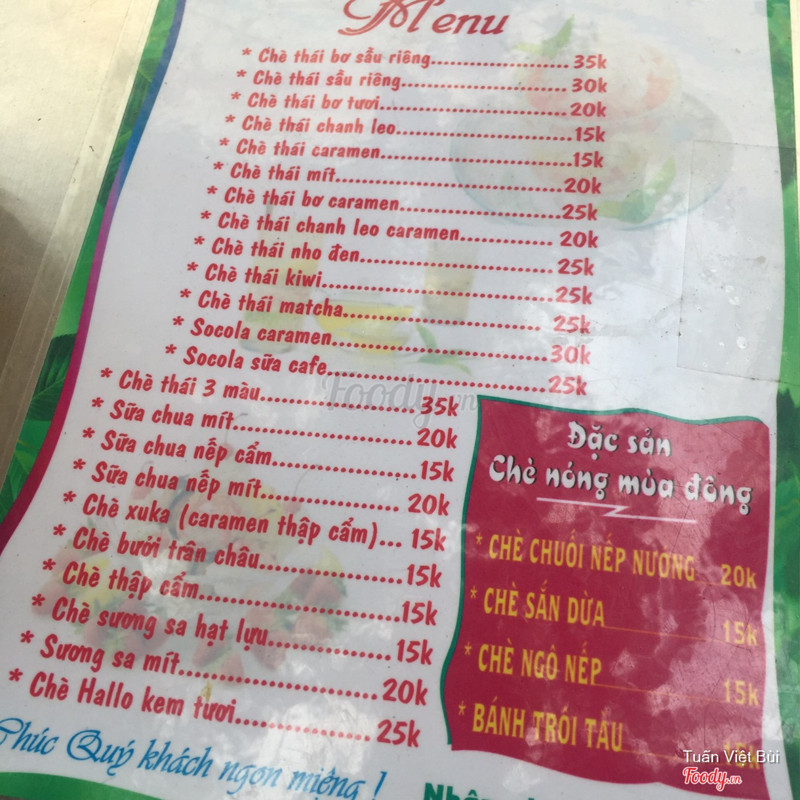 Menu
* Chè thái bơ sầu riêng........................35k
* Chè thái sầu riêng.............................30k
* Chè thái bơ tươi.................................20k
* Chè thái chanh leo..............................15k
* Chè thái caramen................................15k
* Chè thái mít......................................20k
* Chè thái bơ caramen...........................25k
* Chè thái chanh leo caramen................20k
* Chè thái nho đen................................25k
* Chè thái kiwi......................................25k
* Chè thái matcha.................................25k
* Socola caramen..................................30k
* Socola sữa cafe..................................25k
* Chè thái 3 màu........................35k
* Sữa chua mít............................20k
* Sữa chua nếp cẩm.....................15k
* Sữa chua nếp mít.....................20k
* Chè xuka (caramen thập cẩm)... 15k
* Chè bưởi trân châu....................15k
* Chè thập cẩm............................15k
* Chè sương sa hạt lựu.................15k
* Sương sa mít.............................20k
* Chè Hallo kem tươi....................25k
Chúc Quý khách ngon miệng !
Đặc sản
Chè nóng mùa đông
* CHÈ CHUỐI NẾP NƯƠNG 20k
* CHÈ SẮN DỪA 15k
* CHÈ NGÔ NẾP 15k
* BÁNH TRÔI TÀU
Foody.vn
Tuấn Việt Bùi
Foody.vn